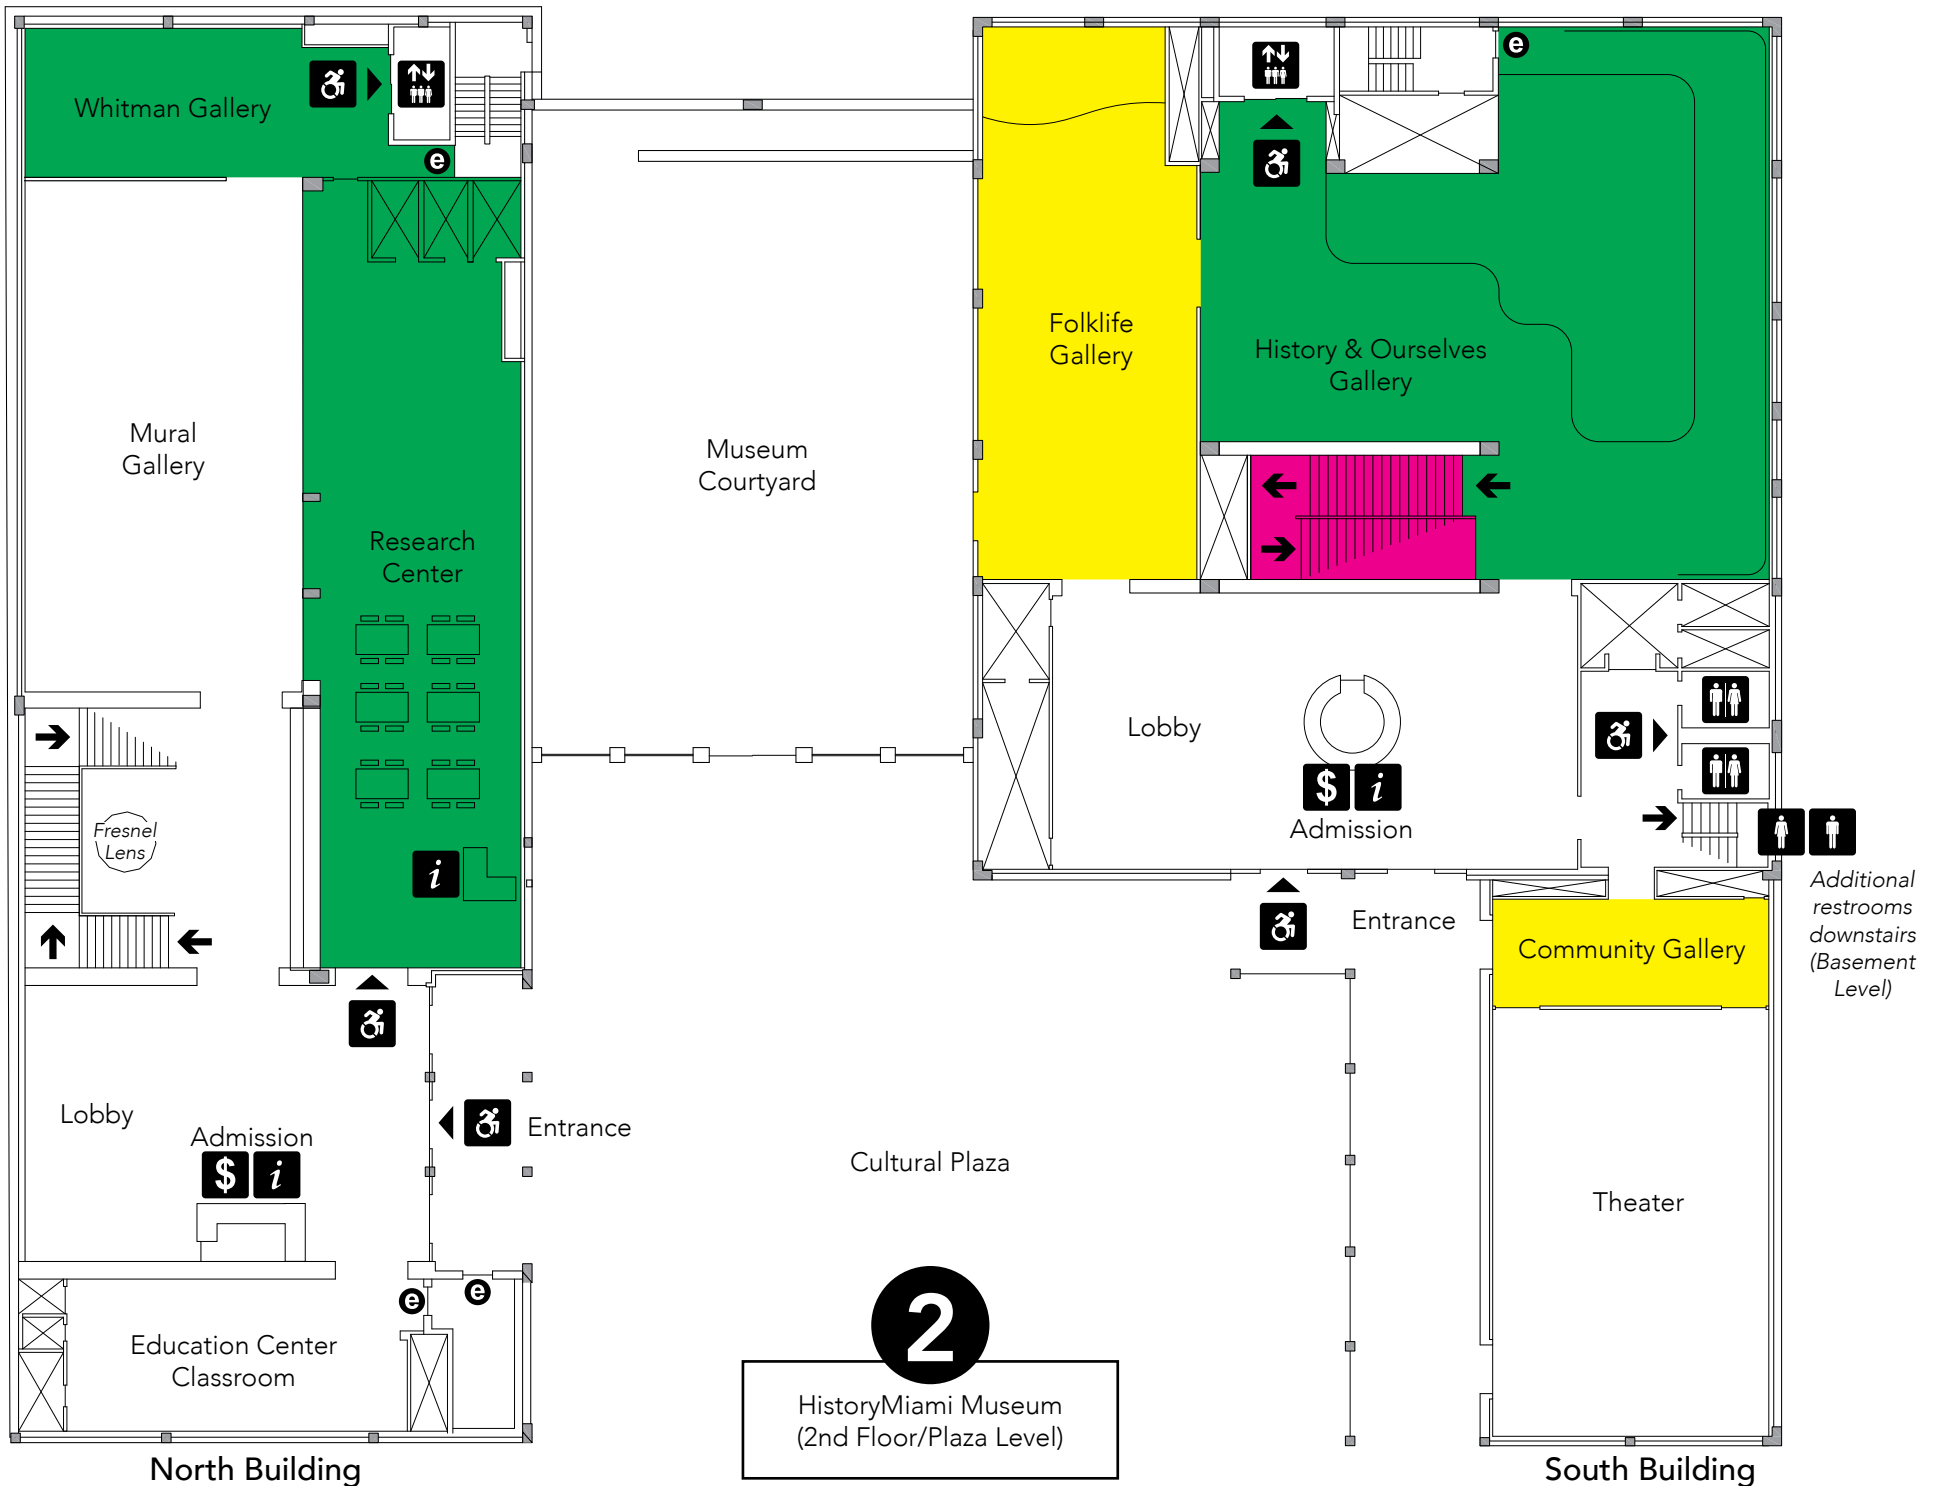 e
Whitman Gallery
e
Mural
Gallery
Research
Center
Museum
Courtyard
Folklife
Gallery
History & Ourselves
Gallery
Fresnel
Lens
i
Lobby
$ i
Admission
Additional
restrooms
downstairs
(Basement
Level)
Entrance
Community Gallery
Lobby
Admission
$ i
Entrance
Cultural Plaza
Theater
e
e
Education Center
Classroom
2
HistoryMiami Museum
(2nd Floor/Plaza Level)
North Building
South Building